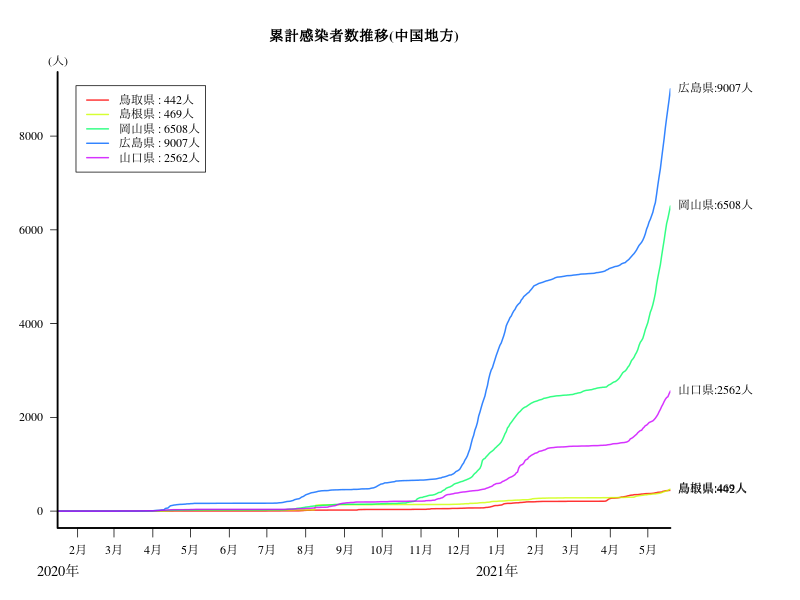 累計感染者数推移(中国地方)
(人)
鳥取県 : 442人
島根県 : 469人
岡山県 : 6508人
広島県 : 9007人
山口県 : 2562人
広島県:9007人
8000
岡山県:6508人
6000
4000
山口県:2562人
2000
0
2月 3月 4月 5月 6月 7月 8月 9月 10月 11月 12月 1月 2月 3月 4月 5月
2020年 2021年